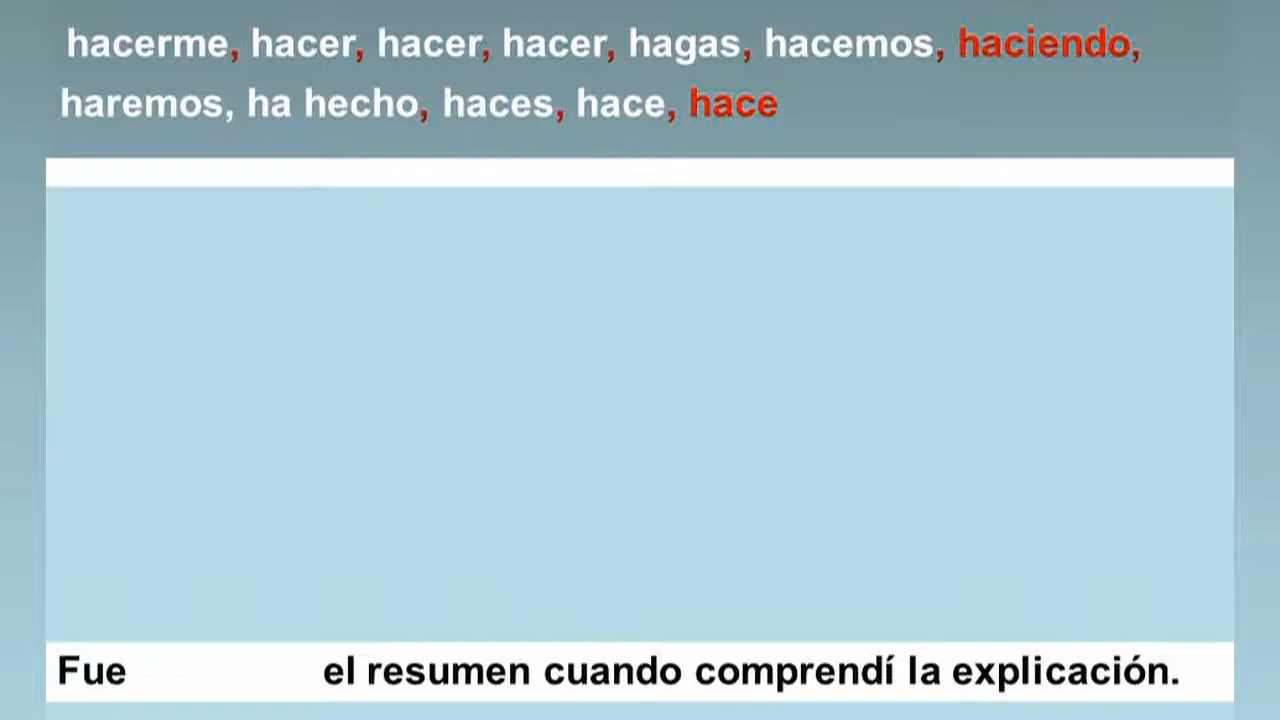 hacerme, hacer, hacer, hacer, hagas, hacemos, haciendo,
haremos, ha hecho, haces, hace, hace
Fue el resumen cuando comprendí la explicación.